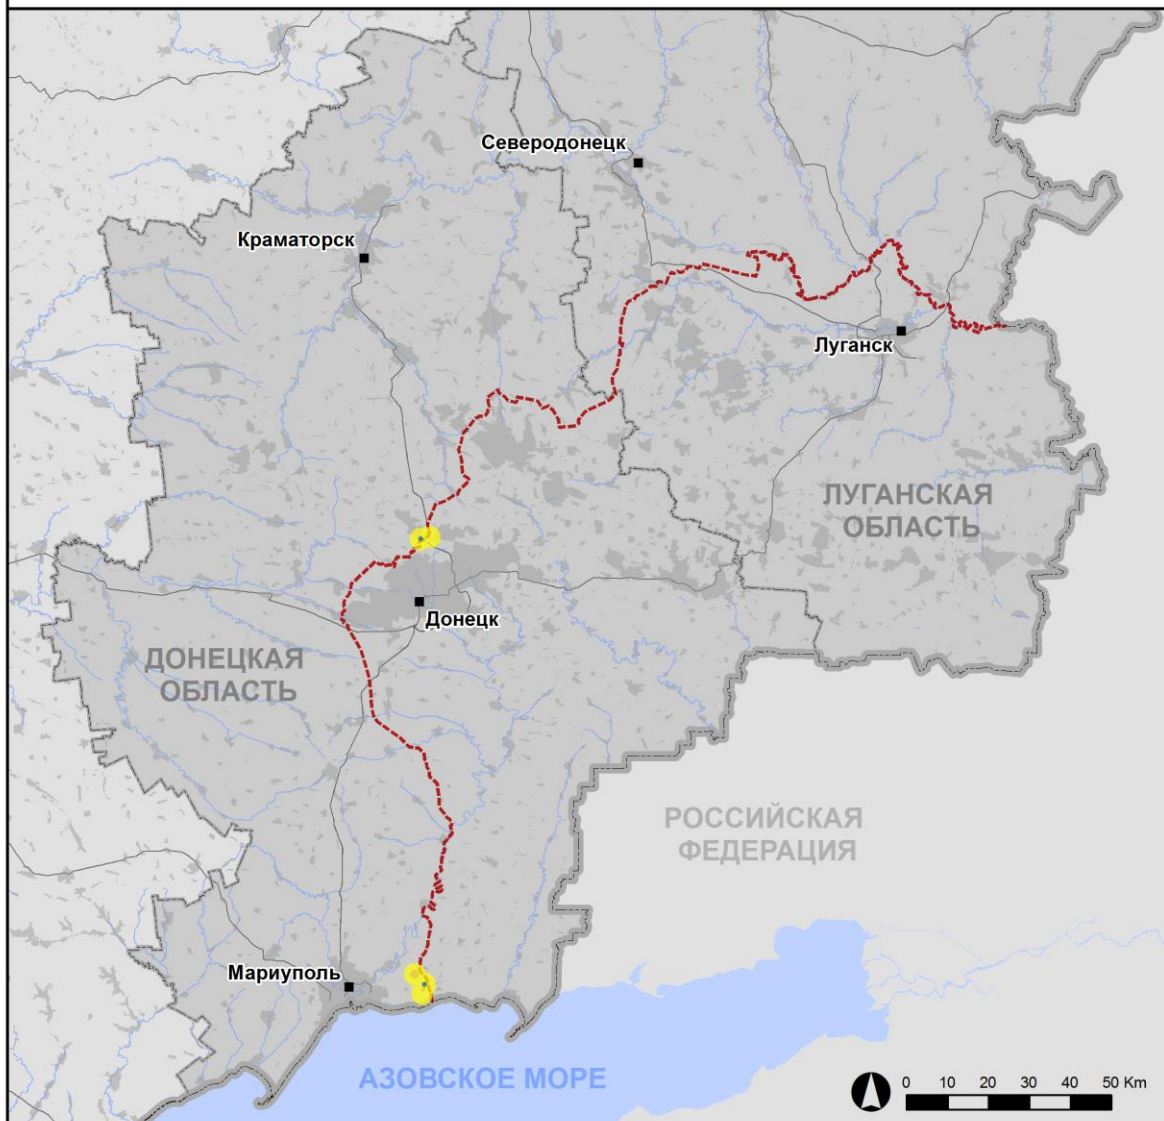 Северодонецк
Краматорск
Луганск
ЛУГАНСКАЯ
ОБЛАСТЬ
Донецк
ДОНЕЦКАЯ
ОБЛАСТЬ
РОССИЙСКАЯ
ФЕДЕРАЦИЯ
Мариуполь
АЗОВСКОЕ МОРЕ
0 10 20 30 40 50 Km